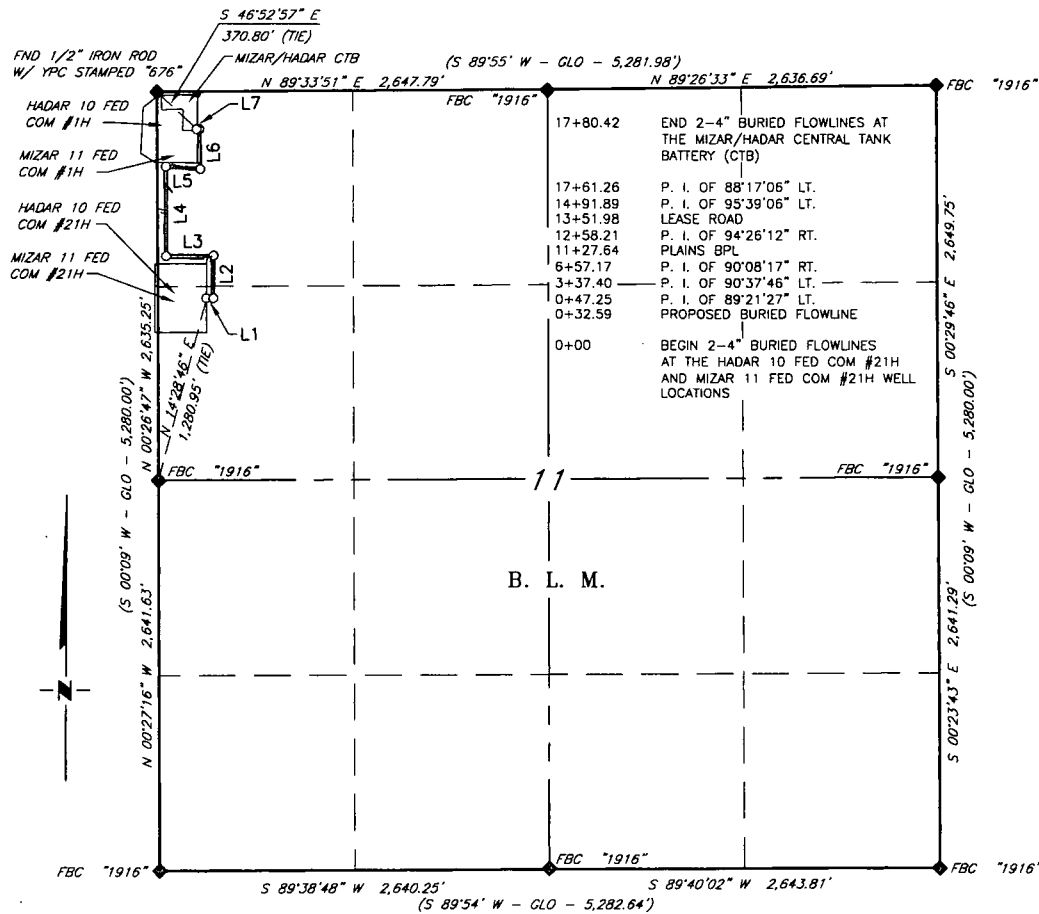 S 46°52'57" E
370.80' (TIE)
MIZAR/HADAR CTB
FND 1/2" IRON ROD
W/ YPC STAMPED "676"
(S 89°55' W - GLO - 5,281.98')
N 89°33'51" E 2,647.79'
N 89°26'33" E 2,636.69'
FBC "1916"
FBC "1916"
HADAR 10 FED
COM #1H
MIZAR 11 FED
COM #1H
HADAR 10 FED
COM #21H
MIZAR 11 FED
COM #21H
L7
L6
L5
L4
L3
L2
L1
17+80.42 END 2-4" BURIED FLOWLINES AT
THE MIZAR/HADAR CENTRAL TANK
BATTERY (CTB)
17+61.26 P. I. OF 88°17'06" LT.
14+91.89 P. I. OF 95°39'06" LT.
13+51.98 LEASE ROAD
12+58.21 P. I. OF 94°26'12" RT.
11+27.64 PLAINS BPL
6+57.17 P. I. OF 90°08'17" RT.
3+37.40 P. I. OF 90°37'46" LT.
0+47.25 P. I. OF 89°21'27" LT.
0+32.59 PROPOSED BURIED FLOWLINE
0+00 BEGIN 2-4" BURIED FLOWLINES
AT THE HADAR 10 FED COM #21H
AND MIZAR 11 FED COM #21H WELL
LOCATIONS
N 00°26'47" W 2,635.25'
N 14°28'46" E
1,280.95' (TIE)
S 00°29'46" E 2,649.75'
(S 00°09' W - GLO - 5,280.00')
(S 00°09' W - GLO - 5,280.00')
FBC "1916"
11
FBC "1916"
B. L. M.
N 00°27'16" W 2,641.63'
S 00°23'43" E 2,641.29'
N
FBC "1916"
FBC "1916"
FBC "1916"
S 89°38'48" W 2,640.25'
S 89°40'02" W 2,643.81'
(S 89°54' W - GLO - 5,282.64')